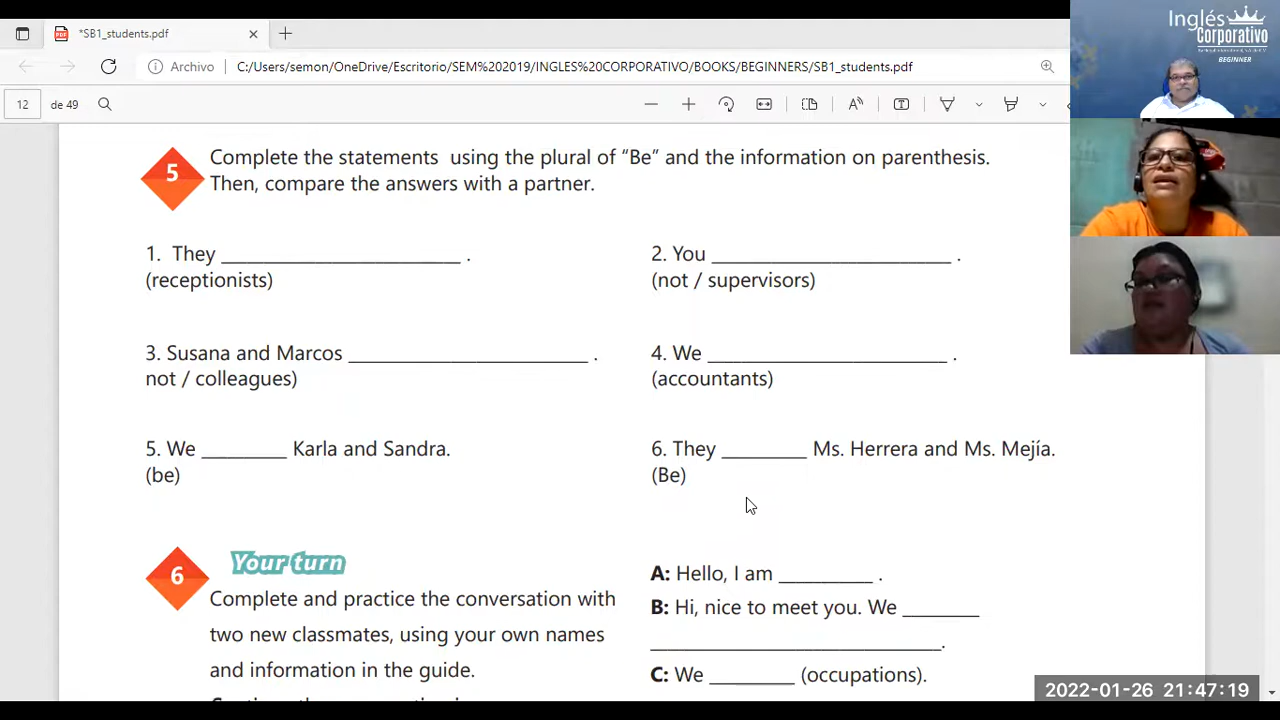 *SB1_students.pdf
Archivo
C:/Users/semon/OneDrive/Escritorio/SEM%202019/INGLES%20CORPORATIVO/BOOKS/BEGINNERS/SB1_students.pdf
12 de 49
Inglés
Corporativo
BEGINNER
5
Complete the statements using the plural of “Be” and the information on parenthesis.
Then, compare the answers with a partner.
1. They ________________________ .
(receptionists)
2. You ________________________ .
(not / supervisors)
3. Susana and Marcos ________________________ .
not / colleagues)
4. We ________________________ .
(accountants)
5. We _________ Karla and Sandra.
(be)
6. They _________ Ms. Herrera and Ms. Mejía.
(Be)
6
Your turn
Complete and practice the conversation with
two new classmates, using your own names
and information in the guide.
A: Hello, I am __________ .
B: Hi, nice to meet you. We ________
_______________________________.
C: We _________ (occupations).
2022-01-26 21:47:19